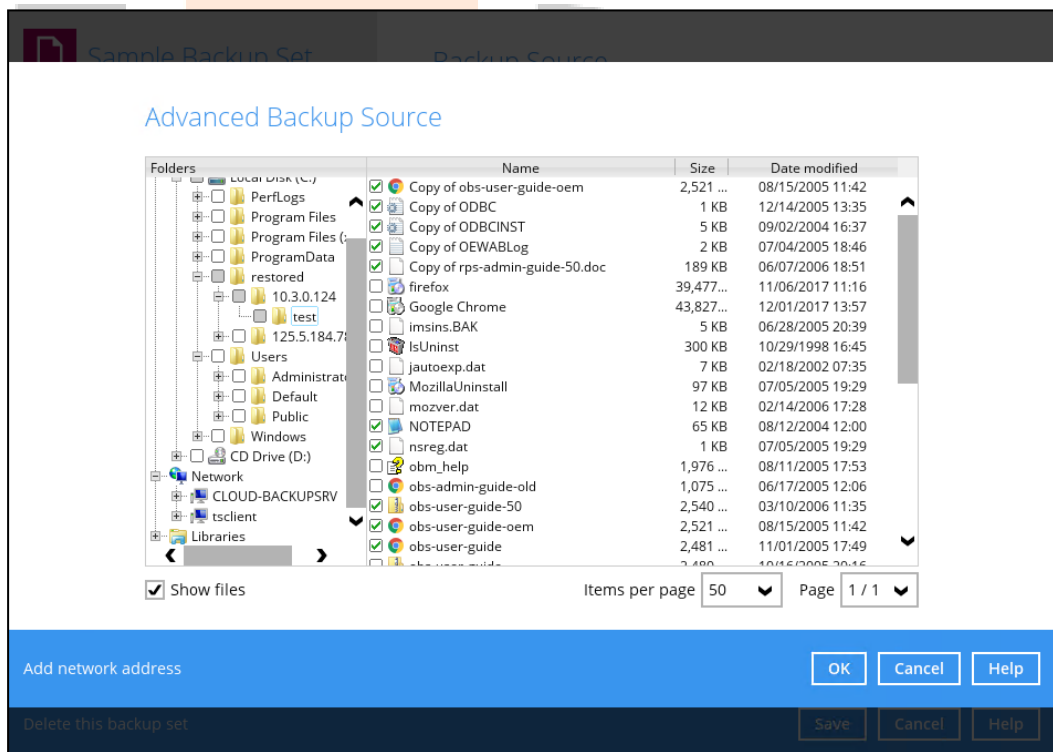 Sample Backup Set
Backup Source
Advanced Backup Source
Folders
Name Size Date modified
Local Disk (C:)
PerfLogs
Program Files
Program Files (
ProgramData
restored
10.3.0.124
test
125.5.184.78
Users
Administrat
Default
Public
Windows
CD Drive (D:)
Network
CLOUD-BACKUPSRV
tsclient
Libraries
Copy of obs-user-guide-oem 2,521 ... 08/15/2005 11:42
Copy of ODBC 1 KB 12/14/2005 13:35
Copy of ODBCINST 5 KB 09/02/2004 16:37
Copy of OEWABLog 2 KB 07/04/2005 18:46
Copy of rps-admin-guide-50.doc 189 KB 06/07/2006 18:51
firefox 39,477... 11/06/2017 11:16
Google Chrome 43,827... 12/01/2017 13:57
imsins.BAK 5 KB 06/28/2005 20:39
IsUninst 300 KB 10/29/1998 16:45
jautoexp.dat 7 KB 02/18/2002 07:35
MozillaUninstall 97 KB 07/05/2005 19:29
mozver.dat 12 KB 02/14/2006 17:28
NOTEPAD 65 KB 08/12/2004 12:00
nsreg.dat 1 KB 07/05/2005 19:29
obm_help 1,976 ... 08/11/2005 17:53
obs-admin-guide-old 1,075 ... 06/17/2005 12:06
obs-user-guide-50 2,540 ... 03/10/2006 11:35
obs-user-guide-oem 2,521 ... 08/15/2005 11:42
obs-user-guide 2,481 ... 11/01/2005 17:49
Show files
Items per page 50 Page 1 / 1
Add network address
OK Cancel Help
Delete this backup set
Save Cancel Help